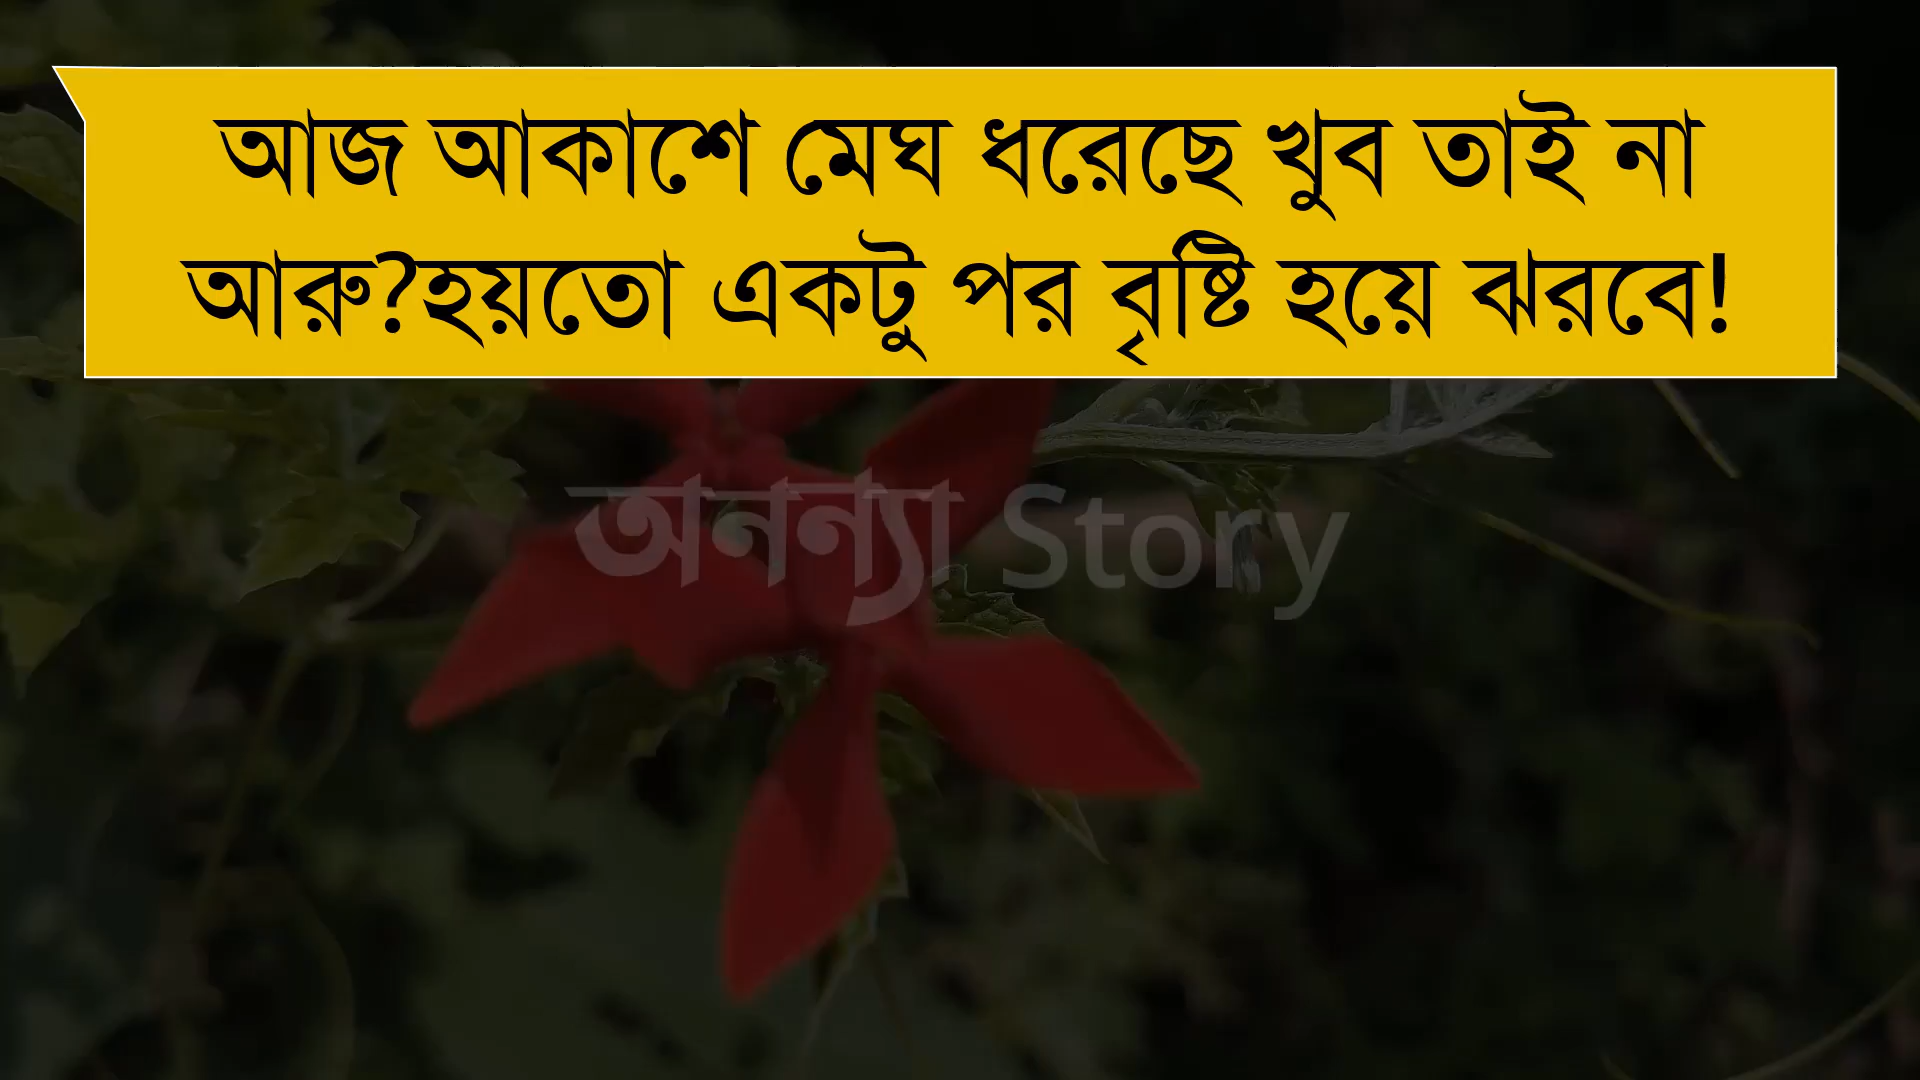 আজ আকাশে মেঘ ধরেছে খুব তাই না
আরু?হয়তো একটু পর বৃষ্টি হয়ে ঝরবে!
অনন্যা Story